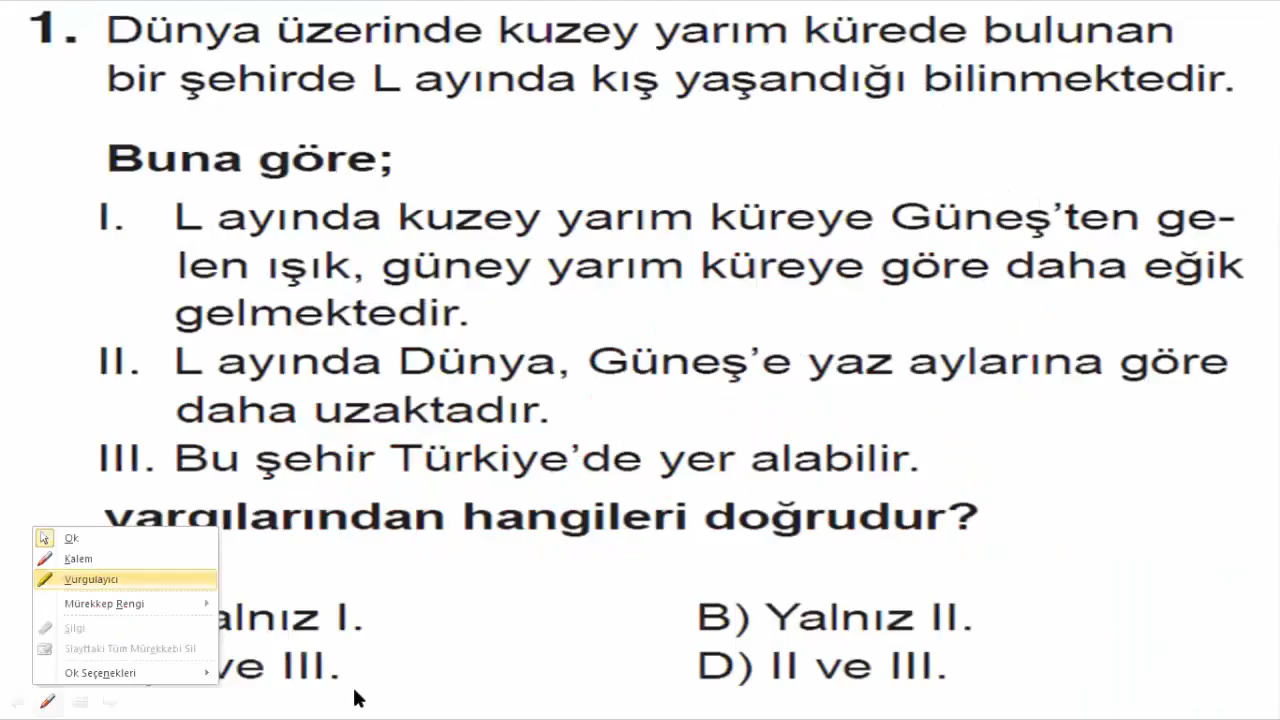 1. Dünya üzerinde kuzey yarım kürede bulunan
bir şehirde L ayında kış yaşandığı bilinmektedir.
Buna göre;
I. L ayında kuzey yarım küreye Güneş’ten ge-
len ışık, güney yarım küreye göre daha eğik
gelmektedir.
II. L ayında Dünya, Güneş’e yaz aylarına göre
daha uzaktadır.
III. Bu şehir Türkiye’de yer alabilir.
yargılarından hangileri doğrudur?
Ok
Kalem
Vurgulayıcı
Mürekkep Rengi
Silgi
Slayttaki Tüm Mürekkebi Sil
Ok Seçenekleri
alnız I.
B) Yalnız II.
ve III.
D) II ve III.